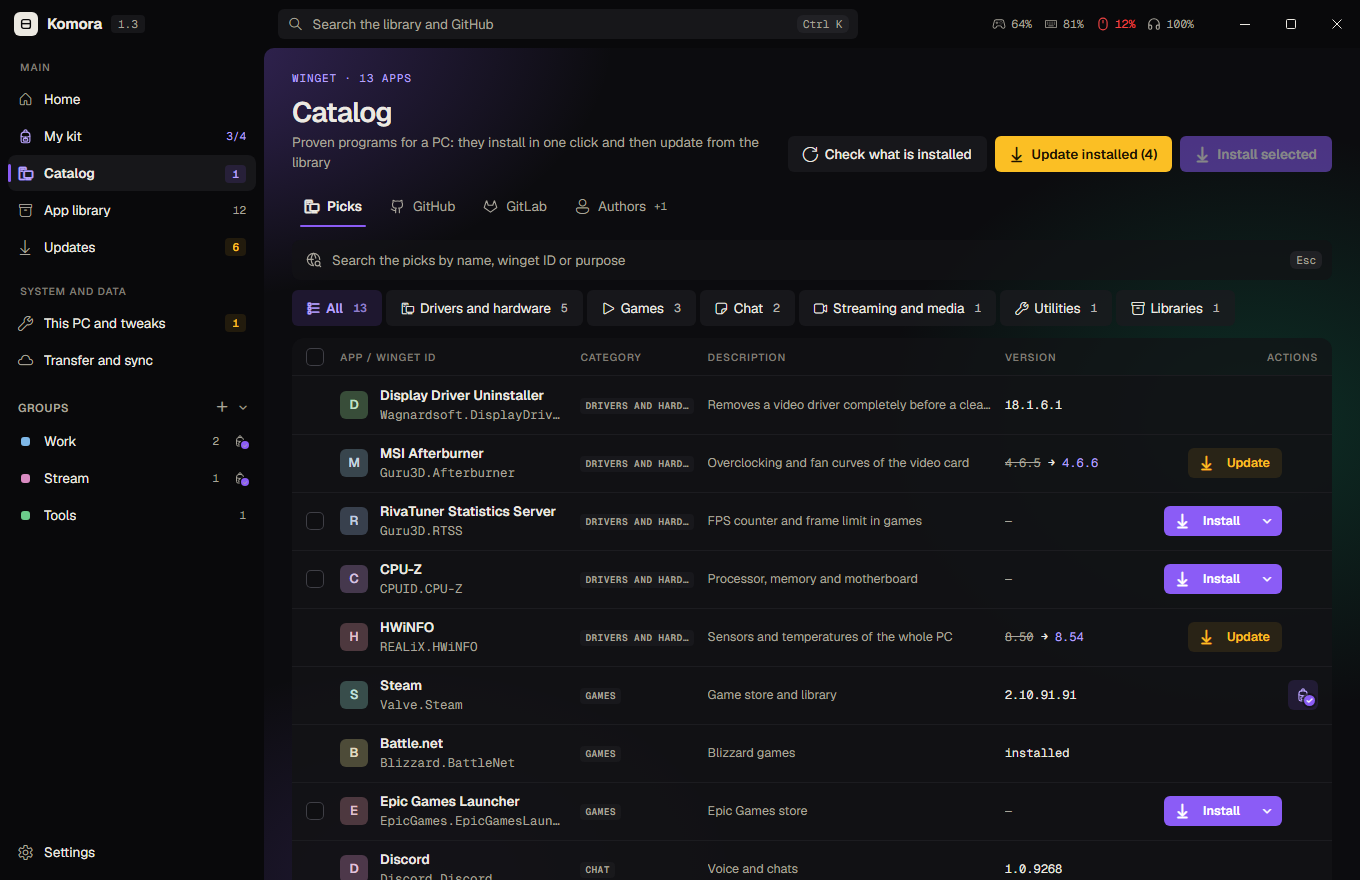 Komora 1.3
Search the library and GitHub
Ctrl K
64% 81% 12% 100%
MAIN
Home
My kit 3/4
Catalog 1
App library 12
Updates 6
SYSTEM AND DATA
This PC and tweaks 1
Transfer and sync
GROUPS
Work 2
Stream 1
Tools 1
Settings
WINGET · 13 APPS
Catalog
Proven programs for a PC: they install in one click and then update from the
library
Check what is installed
Update installed (4)
Install selected
Picks GitHub GitLab Authors +1
Search the picks by name, winget ID or purpose
Esc
All 13 Drivers and hardware 5 Games 3 Chat 2 Streaming and media 1 Utilities 1 Libraries 1
APP / WINGET ID CATEGORY DESCRIPTION VERSION ACTIONS
D Display Driver Uninstaller
Wagnardsoft.DisplayDriv… DRIVERS AND HARD… Removes a video driver completely before a clea… 18.1.6.1
M MSI Afterburner
Guru3D.Afterburner DRIVERS AND HARD… Overclocking and fan curves of the video card 4.6.5 → 4.6.6 Update
R RivaTuner Statistics Server
Guru3D.RTSS DRIVERS AND HARD… FPS counter and frame limit in games – Install
C CPU-Z
CPUID.CPU-Z DRIVERS AND HARD… Processor, memory and motherboard – Install
H HWiNFO
REALiX.HWiNFO DRIVERS AND HARD… Sensors and temperatures of the whole PC 8.50 → 8.54 Update
S Steam
Valve.Steam GAMES Game store and library 2.10.91.91
B Battle.net
Blizzard.BattleNet GAMES Blizzard games installed
E Epic Games Launcher
EpicGames.EpicGamesLaun… GAMES Epic Games store – Install
D Discord
Discord.Discord CHAT Voice and chats 1.0.9268